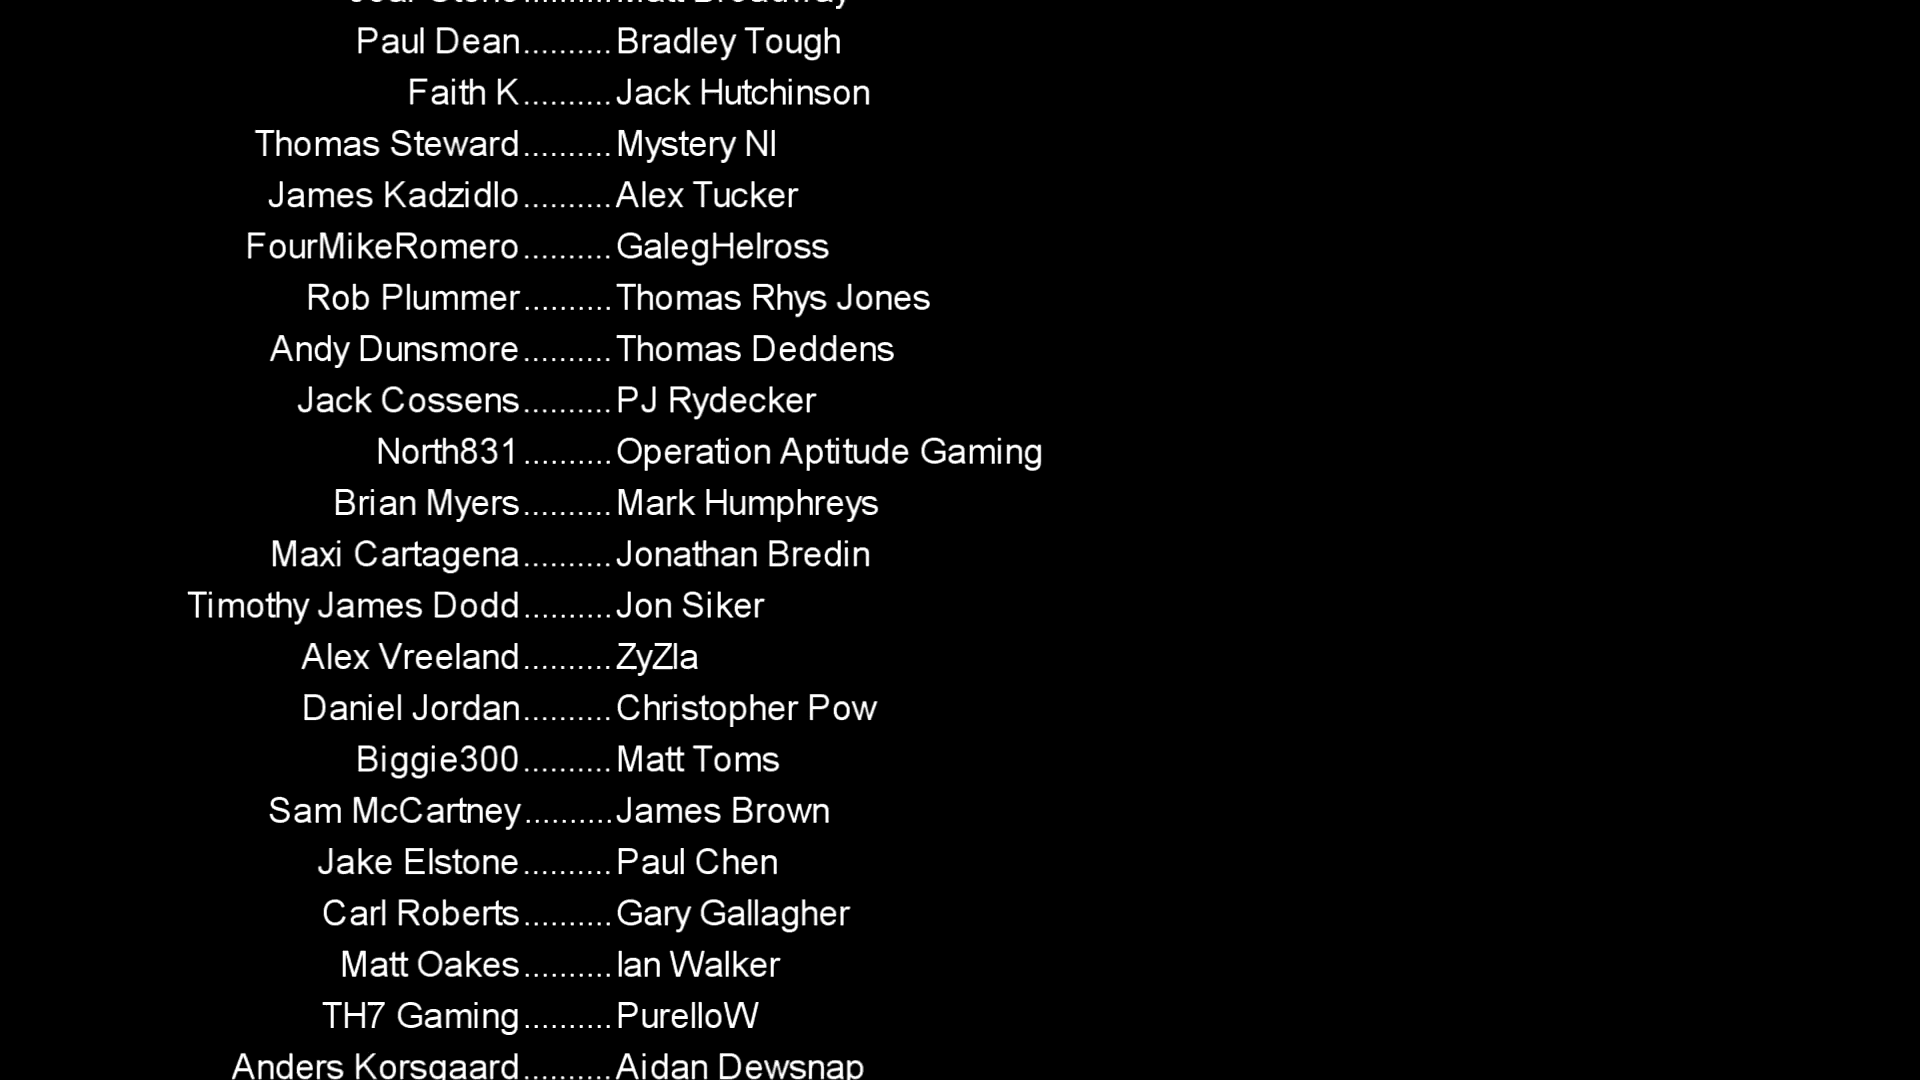 Paul Dean..........Bradley Tough
Faith K..........Jack Hutchinson
Thomas Steward..........Mystery NI
James Kadzidlo..........Alex Tucker
FourMikeRomero..........GalegHelross
Rob Plummer..........Thomas Rhys Jones
Andy Dunsmore..........Thomas Deddens
Jack Cossens..........PJ Rydecker
North831..........Operation Aptitude Gaming
Brian Myers..........Mark Humphreys
Maxi Cartagena..........Jonathan Bredin
Timothy James Dodd..........Jon Siker
Alex Vreeland..........ZyZla
Daniel Jordan..........Christopher Pow
Biggie300..........Matt Toms
Sam McCartney..........James Brown
Jake Elstone..........Paul Chen
Carl Roberts..........Gary Gallagher
Matt Oakes..........Ian Walker
TH7 Gaming..........PurelloW
Anders Korsgaard..........Aidan Dewsnap